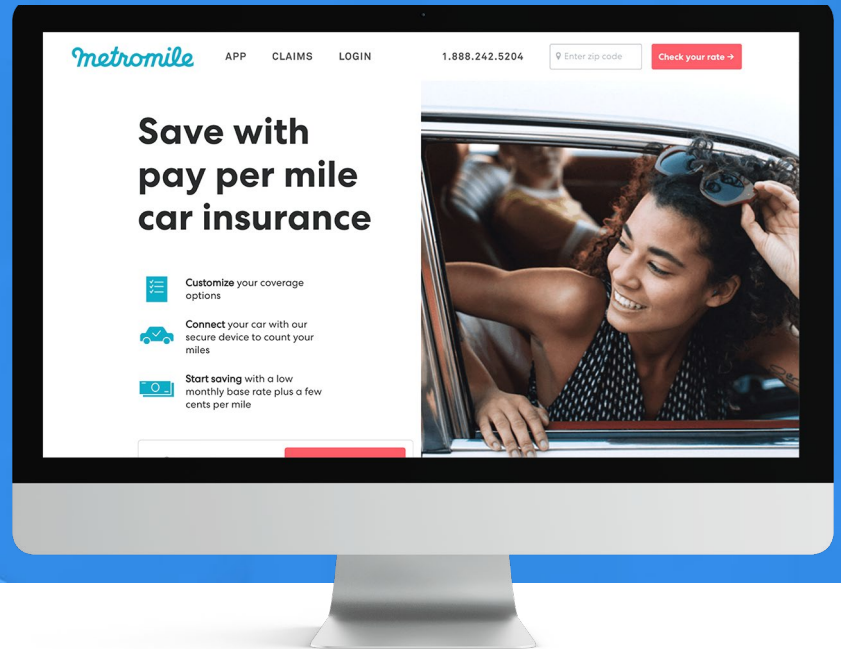 metromile
APP
CLAIMS
LOGIN
1.888.242.5204
Enter zip code
Check your rate →
Save with
pay per mile
car insurance
Customize your coverage
options
Connect your car with our
secure device to count your
miles
Start saving with a low
monthly base rate plus a few
cents per mile